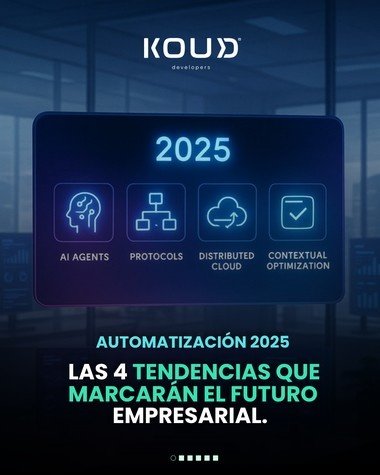 KOUD
developers
2025
AI AGENTS
PROTOCOLS
DISTRIBUTED
CLOUD
CONTEXTUAL
OPTIMIZATION
AUTOMATIZACIÓN 2025
LAS 4 TENDENCIAS QUE
MARCARÁN EL FUTURO
EMPRESARIAL.